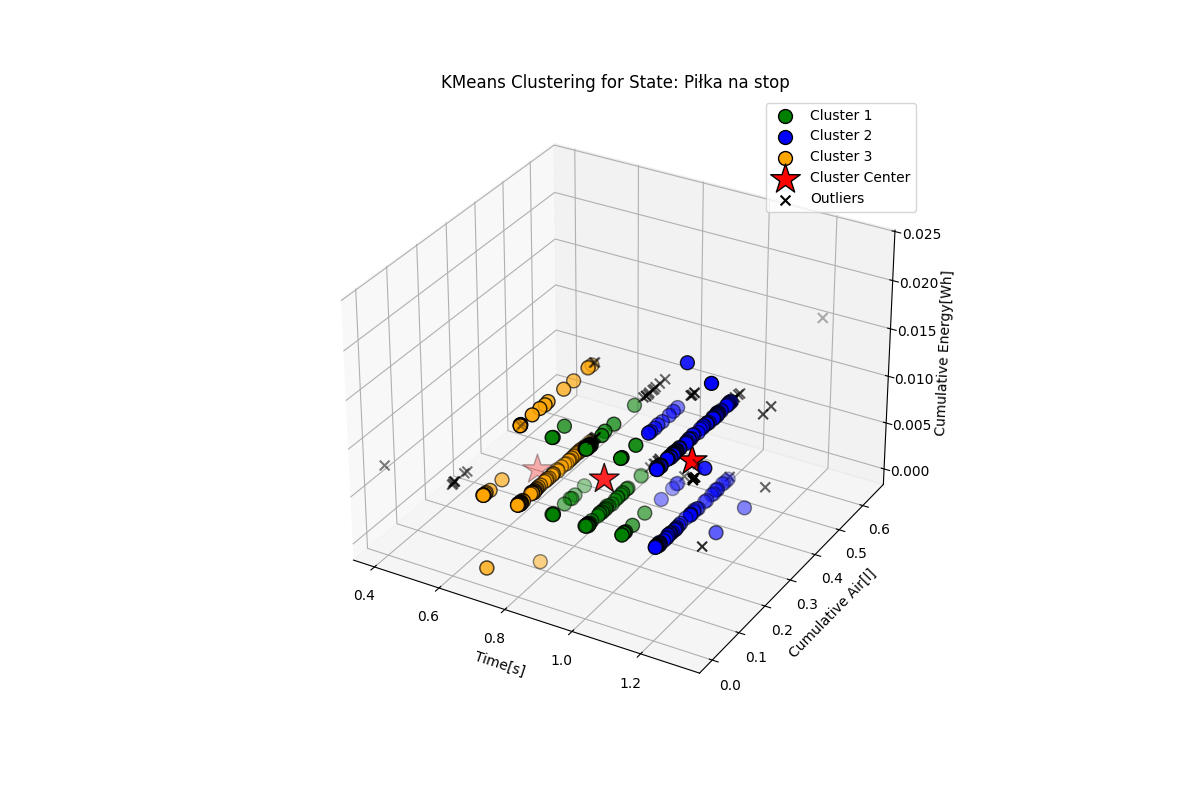 KMeans Clustering for State: Piłka na stop
Cluster 1
Cluster 2
Cluster 3
Cluster Center
Outliers
0.025
0.020
0.015
0.010
0.005
0.000
Cumulative Energy[Wh]
0.6
0.5
0.4
0.3
0.2
0.1
0.0
Cumulative Air[l]
0.4
0.6
0.8
1.0
1.2
Time[s]